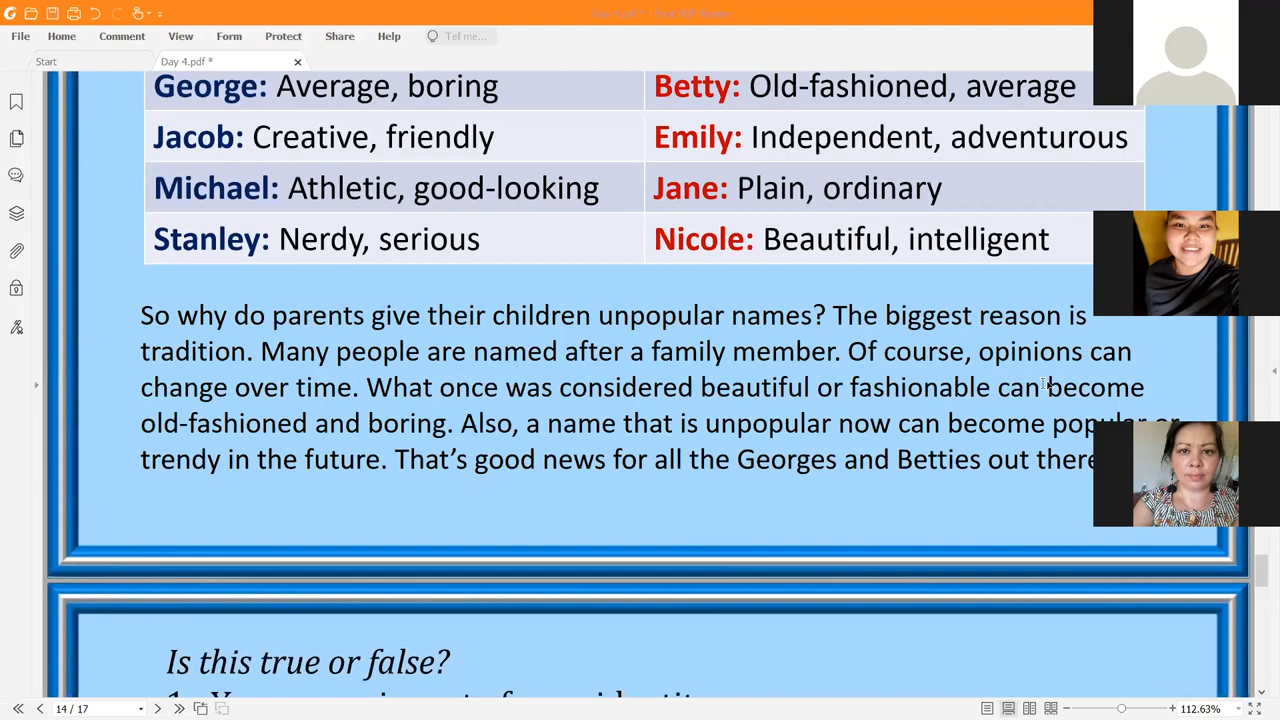 File Home Comment View Form Protect Share Help Tell me...
Start Day 4.pdf *
George: Average, boring Betty: Old-fashioned, average
Jacob: Creative, friendly Emily: Independent, adventurous
Michael: Athletic, good-looking Jane: Plain, ordinary
Stanley: Nerdy, serious Nicole: Beautiful, intelligent
So why do parents give their children unpopular names? The biggest reason is
tradition. Many people are named after a family member. Of course, opinions can
change over time. What once was considered beautiful or fashionable can become
old-fashioned and boring. Also, a name that is unpopular now can become popular or
trendy in the future. That's good news for all the Georges and Betties out there
Is this true or false?
14 / 17 112.63%